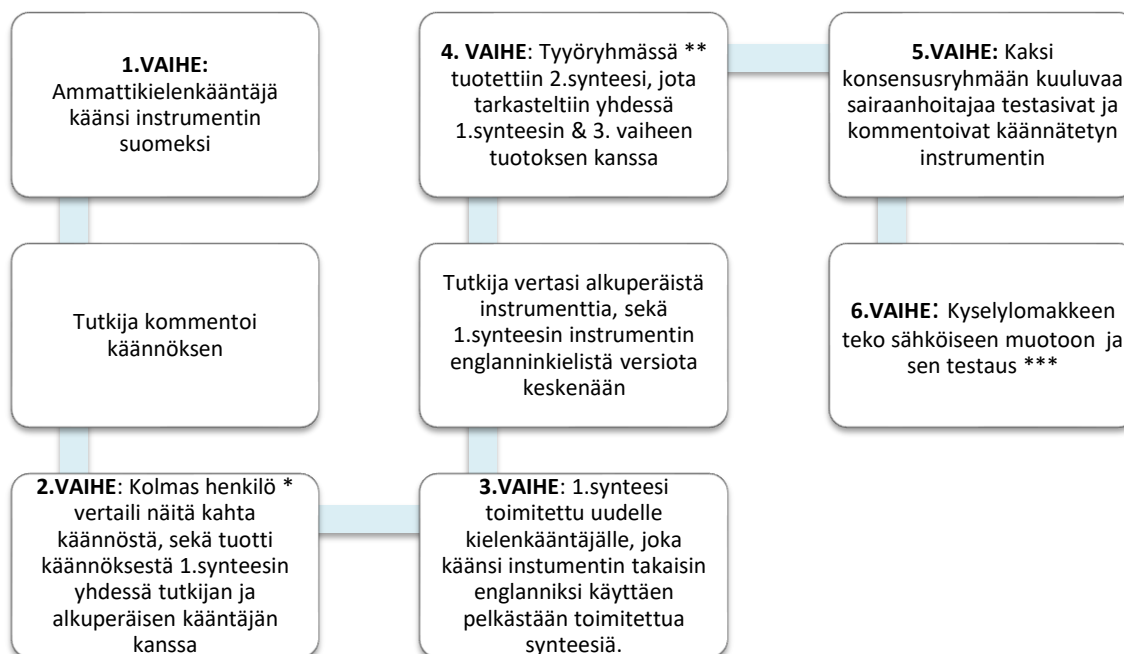 1.VAIHE:
Ammattikielenkääntäjä
käänsi instrumentin
suomeksi
Tutkija kommentoi
käännöksen
2.VAIHE: Kolmas henkilö *
vertaili näitä kahta
käännöstä, sekä tuotti
käännöksestä 1.synteesin
yhdessä tutkijan ja
alkuperäisen kääntäjän
kanssa
3.VAIHE: 1.synteesi
toimitettu uudelle
kielenkääntäjälle, joka
käänsi instumentin takaisin
englanniksi käyttäen
pelkästään toimitettua
synteesiä.
Tutkija vertasi alkuperäistä
instrumenttia, sekä
1.synteesin instrumentin
englanninkielistä versiota
keskenään
4. VAIHE: Tyyöryhmässä **
tuotettiin 2.synteesi, jota
tarkasteltiin yhdessä
1.synteesin & 3. vaiheen
tuotoksen kanssa
5.VAIHE: Kaksi
konsensusryhmään kuuluvaa
sairaanhoitajaa testasivat ja
kommentoivat käännätetyn
instrumentin
6.VAIHE: Kyselylomakkeen
teko sähköiseen muotoon ja
sen testaus ***